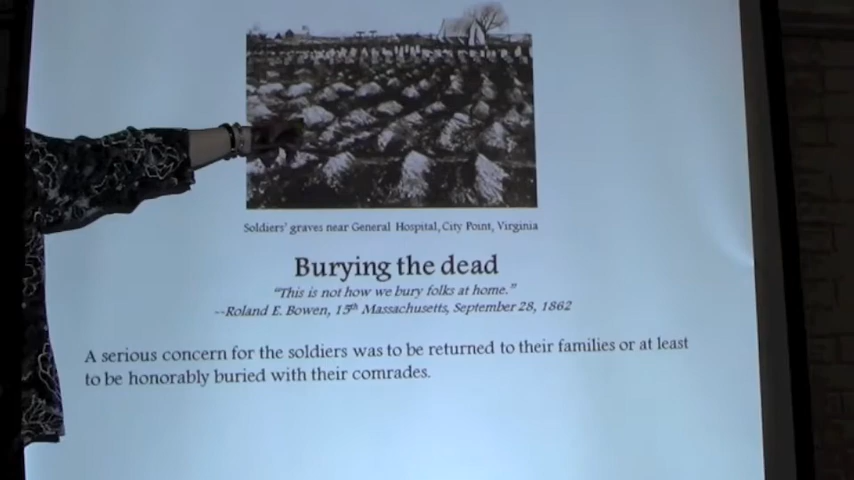 Soldiers' graves near General Hospital, City Point, Virginia
Burying the dead
"This is not how we bury folks at home."
--Roland E. Bowen, 15th Massachusetts, September 28, 1862
A serious concern for the soldiers was to be returned to their families or at least
to be honorably buried with their comrades.